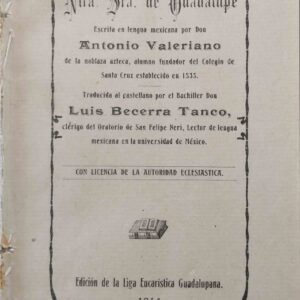 Ntra. Sra. de Guadalupe
Escrita en lengua mexicana por Don
Antonio Valeriano
de la nobleza azteca, alumno fundador del Colegio de
Santa Cruz establecido en 1535.
Traducida al castellano por el Bachiller Don
Luis Becerra Tanco,
clérigo del Oratorio de San Felipe Neri, Lector de lengua
mexicana en la universidad de México.
CON LICENCIA DE LA AUTORIDAD ECLESIASTICA.
Edición de la Liga Eucarística Guadalupana.